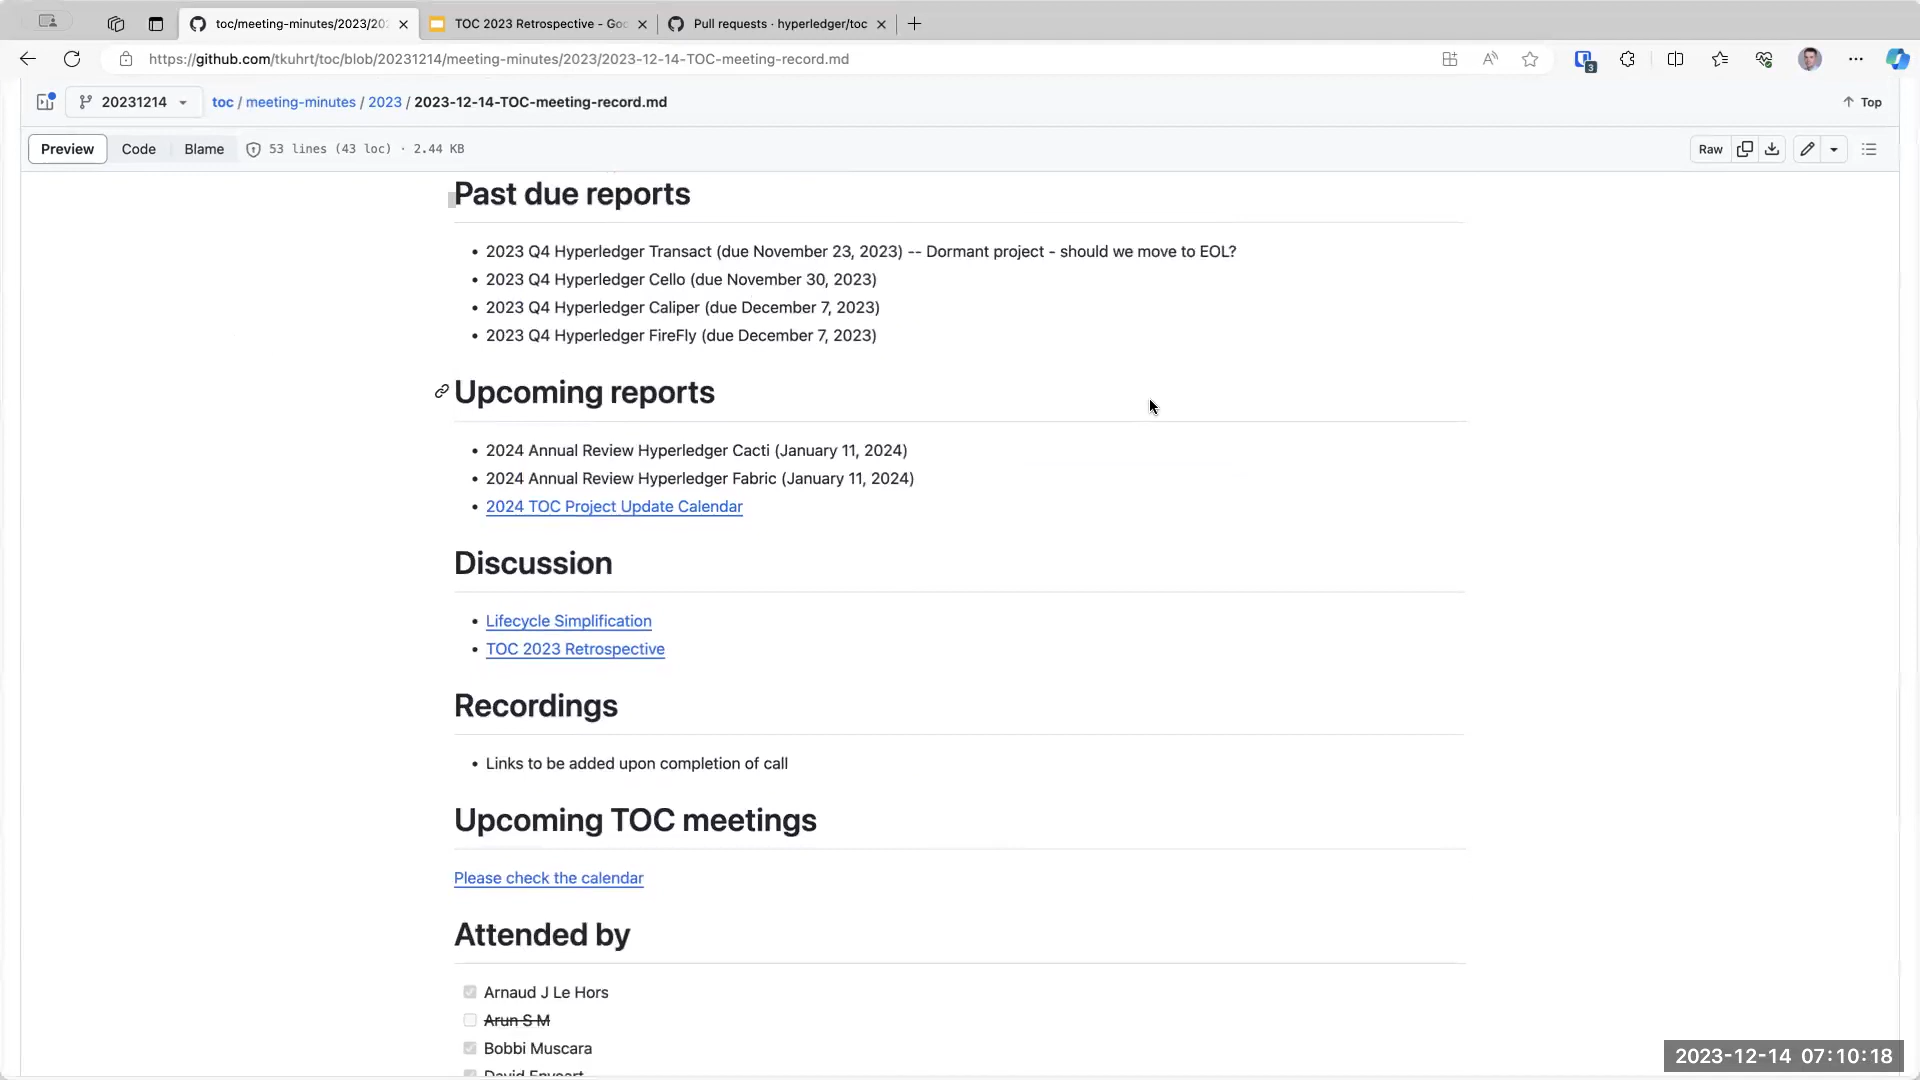 toc/meeting-minutes/2023/20
TOC 2023 Retrospective - Goo
Pull requests · hyperledger/toc
https://github.com/tkuhrt/toc/blob/20231214/meeting-minutes/2023/2023-12-14-TOC-meeting-record.md
3
20231214
toc / meeting-minutes / 2023 / 2023-12-14-TOC-meeting-record.md
Top
Preview
Code
Blame
53 lines (43 loc) · 2.44 KB
Raw
Past due reports
• 2023 Q4 Hyperledger Transact (due November 23, 2023) -- Dormant project - should we move to EOL?
• 2023 Q4 Hyperledger Cello (due November 30, 2023)
• 2023 Q4 Hyperledger Caliper (due December 7, 2023)
• 2023 Q4 Hyperledger FireFly (due December 7, 2023)
Upcoming reports
• 2024 Annual Review Hyperledger Cacti (January 11, 2024)
• 2024 Annual Review Hyperledger Fabric (January 11, 2024)
• 2024 TOC Project Update Calendar
Discussion
• Lifecycle Simplification
• TOC 2023 Retrospective
Recordings
• Links to be added upon completion of call
Upcoming TOC meetings
Please check the calendar
Attended by
Arnaud J Le Hors
Arun S M
Bobbi Muscara
David Enyeart
2023-12-14 07:10:18